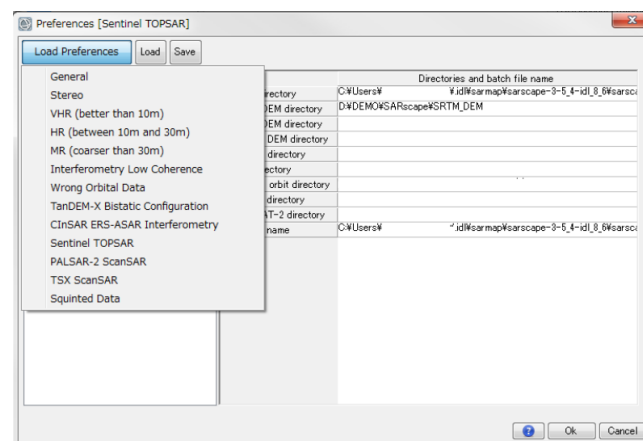 Preferences [Sentinel TOPSAR]
Load Preferences Load Save
General
Stereo
VHR (better than 10m)
HR (between 10m and 30m)
MR (coarser than 30m)
Interferometry Low Coherence
Wrong Orbital Data
TanDEM-X Bistatic Configuration
CInSAR ERS-ASAR Interferometry
Sentinel TOPSAR
PALSAR-2 ScanSAR
TSX ScanSAR
Squinted Data
Directories and batch file name
rectory C:¥Users¥ ¥.idl¥sarmap¥sarscape-3-5_4-idl_8_6¥sarsca
DEM directory D:¥DEMO¥SARscape¥SRTM_DEM
DEM directory
DEM directory
directory
ectory
orbit directory
directory
AT-2 directory
name C:¥Users¥ .idl¥sarmap¥sarscape-3-5_4-idl_8_6¥sarsca
Ok Cancel